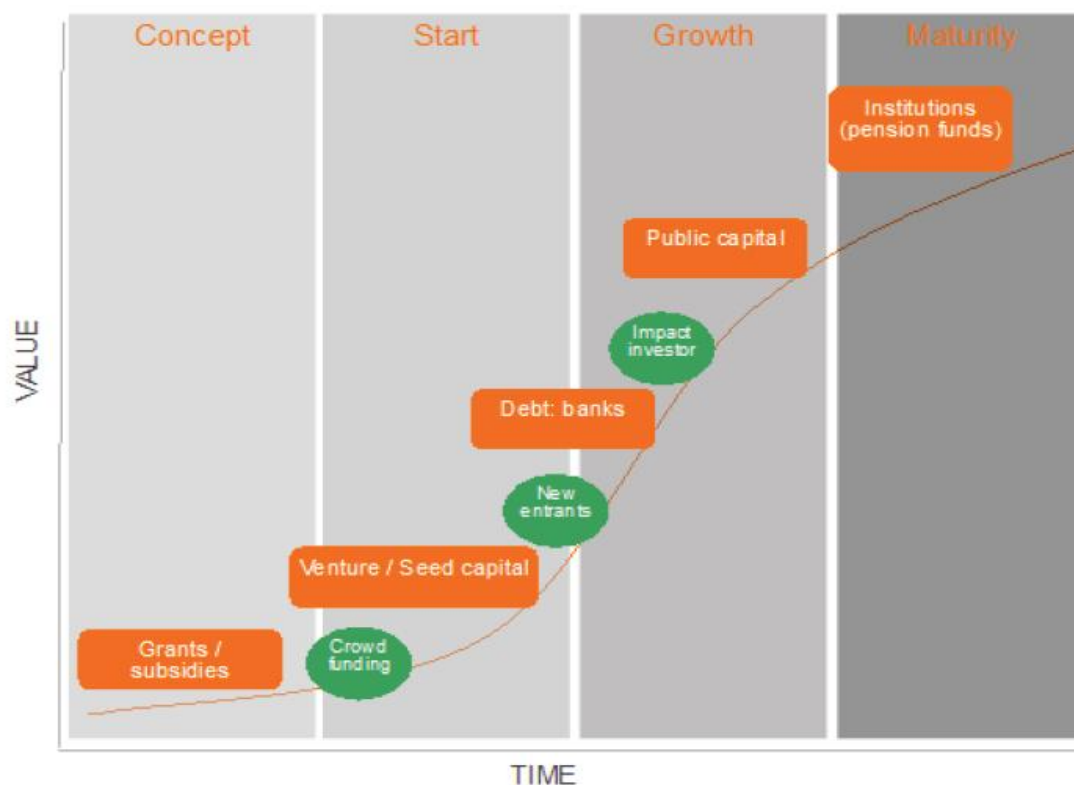 Concept
Start
Growth
Maturity
Institutions
(pension funds)
Public capital
Impact
investor
Debt: banks
New
entrants
Venture / Seed capital
Grants /
subsidies
Crowd
funding
VALUE
TIME